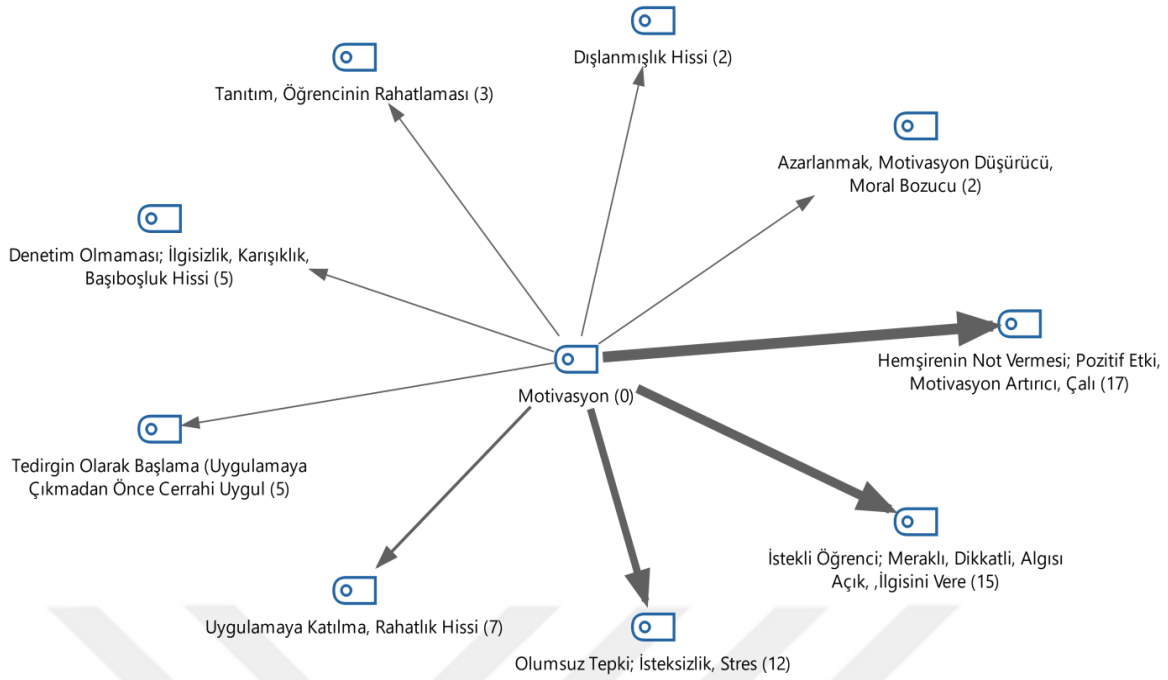 Dışlanmışlık Hissi (2)
Tanıtım, Öğrencinin Rahatlaması (3)
Azarlanmak, Motivasyon Düşürücü,
Moral Bozucu (2)
Denetim Olmaması; İlgisizlik, Karışıklık,
Başıboşluk Hissi (5)
Hemşirenin Not Vermesi; Pozitif Etki,
Motivasyon Artırıcı, Çalı (17)
Motivasyon (0)
Tedirgin Olarak Başlama (Uygulamaya
Çıkmadan Önce Cerrahi Uygul (5)
İstekli Öğrenci; Meraklı, Dikkatli, Algısı
Açık, ,İlgisini Vere (15)
Uygulamaya Katılma, Rahatlık Hissi (7)
Olumsuz Tepki; İsteksizlik, Stres (12)